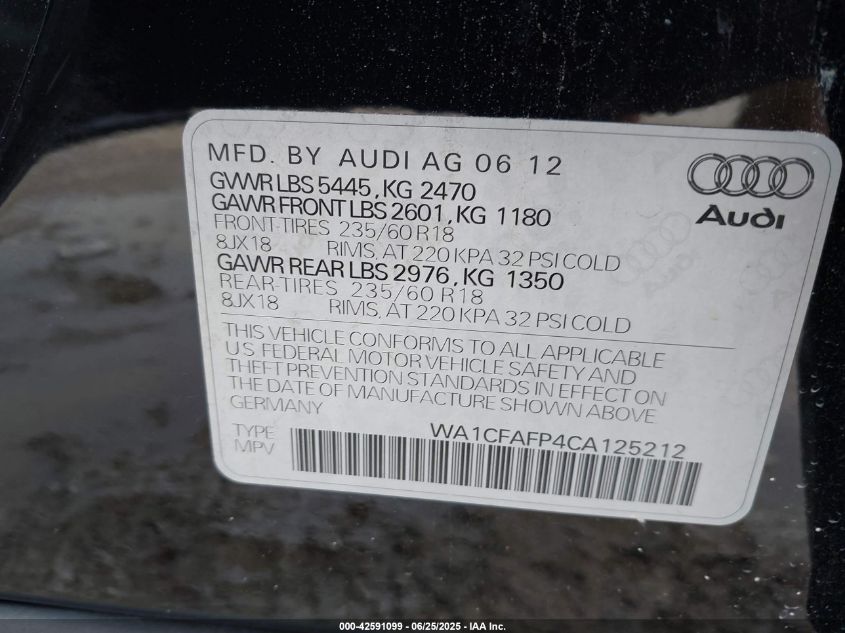 MFD. BY AUDI AG 06 12
GVWR LBS 5445, KG 2470
GAWR FRONT LBS 2601, KG 1180
FRONT-TIRES 235/60 R18
8JX18 RIMS, AT 220 KPA 32 PSI COLD
GAWR REAR LBS 2976, KG 1350
REAR-TIRES 235/60 R18
8JX18 RIMS, AT 220 KPA 32 PSI COLD
Audi
THIS VEHICLE CONFORMS TO ALL APPLICABLE
U.S. FEDERAL MOTOR VEHICLE SAFETY AND
THEFT PREVENTION STANDARDS IN EFFECT ON
THE DATE OF MANUFACTURE SHOWN ABOVE
GERMANY
TYPE WA1CFAFP4CA125212
MPV
000-42591099 - 06/25/2025 - IAA Inc.